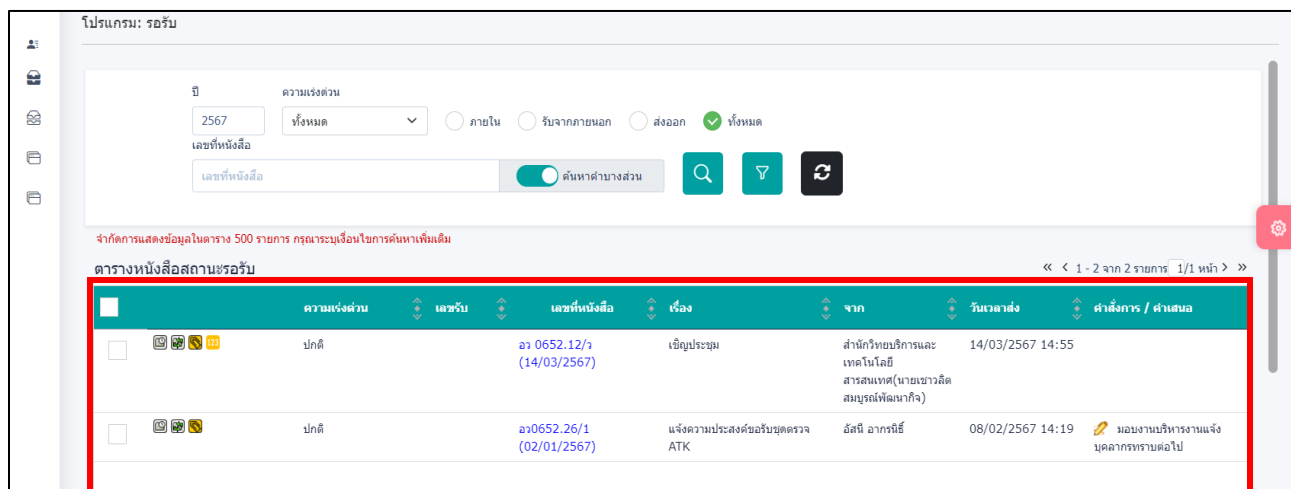 โปรแกรม: รอรับ
ปี ความเร่งด่วน
2567 ทั้งหมด ภายใน รับจากภายนอก ส่งออก ทั้งหมด
เลขที่หนังสือ
เลขที่หนังสือ ค้นหาคำบางส่วน
จำกัดการแสดงข้อมูลในตาราง 500 รายการ กรุณาระบุเงื่อนไขการค้นหาเพิ่มเติม
ตารางหนังสือสถานะรอรับ « < 1 - 2 จาก 2 รายการ 1/1 หน้า > »
ความเร่งด่วน เลขรับ เลขที่หนังสือ เรื่อง จาก วันเวลาส่ง คำสั่งการ / คำเสนอ
123 ปกติ อว 0652.12/ว เชิญประชุม สำนักวิทยบริการและ 14/03/2567 14:55
(14/03/2567) เทคโนโลยี
สารสนเทศ(นายเชาวลิต
สมบูรณ์พัฒนากิจ)
ปกติ อว0652.26/1 แจ้งความประสงค์ขอรับชุดตรวจ อัสนี อากรนิธิ์ 08/02/2567 14:19 มอบงานบริหารงานแจ้ง
(02/01/2567) ATK บุคลากรทราบต่อไป